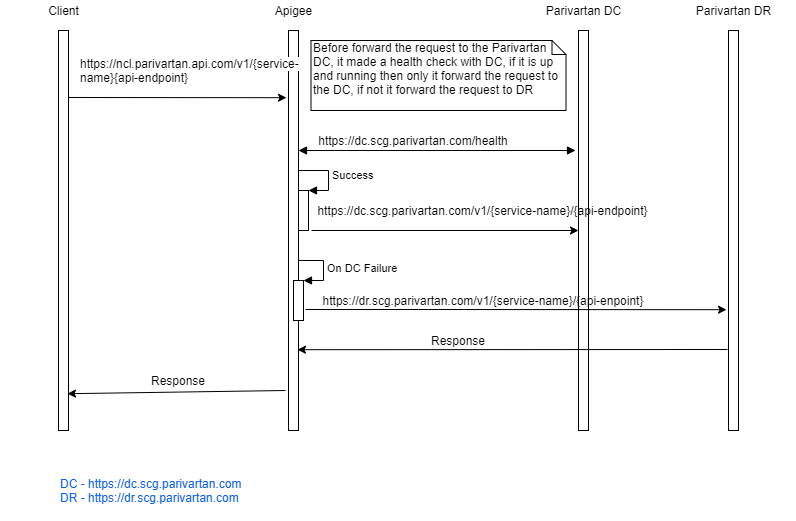 Client
Apigee
Parivartan DC
Parivartan DR
https://ncl.parivartan.api.com/v1/{service-
name}{api-endpoint}
Before forward the request to the Parivartan
DC, it made a health check with DC, if it is up
and running then only it forward the request to
the DC, if not it forward the request to DR
https://dc.scg.parivartan.com/health
Success
https://dc.scg.parivartan.com/v1/{service-name}/{api-endpoint}
On DC Failure
https://dr.scg.parivartan.com/v1/{service-name}/{api-enpoint}
Response
Response
DC - https://dc.scg.parivartan.com
DR - https://dr.scg.parivartan.com